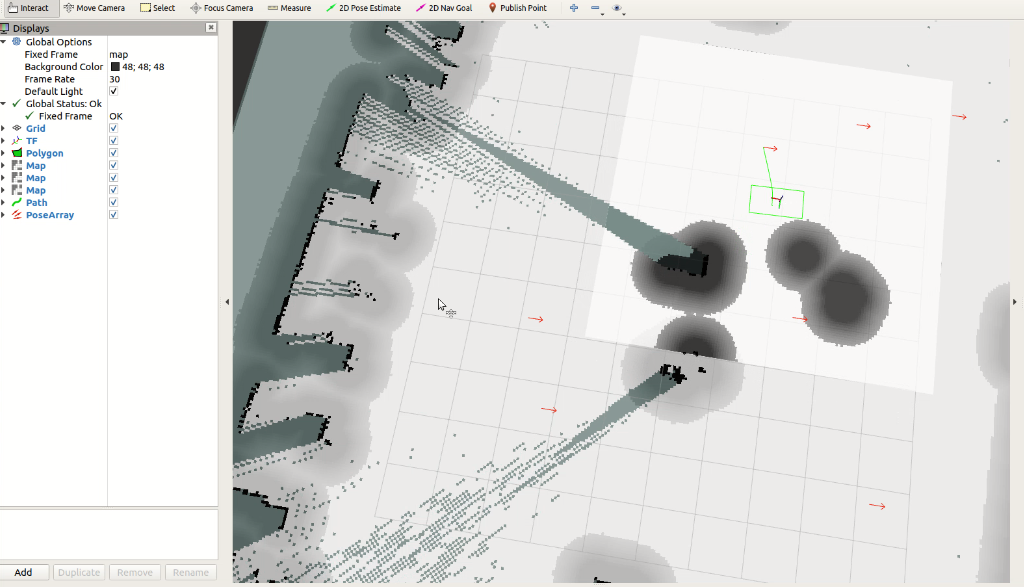 Interact Move Camera Select Focus Camera Measure 2D Pose Estimate 2D Nav Goal Publish Point
Displays
Global Options
Fixed Frame map
Background Color 48; 48; 48
Frame Rate 30
Default Light
Global Status: Ok
Fixed Frame OK
Grid
TF
Polygon
Map
Map
Map
Path
PoseArray
Add Duplicate Remove Rename